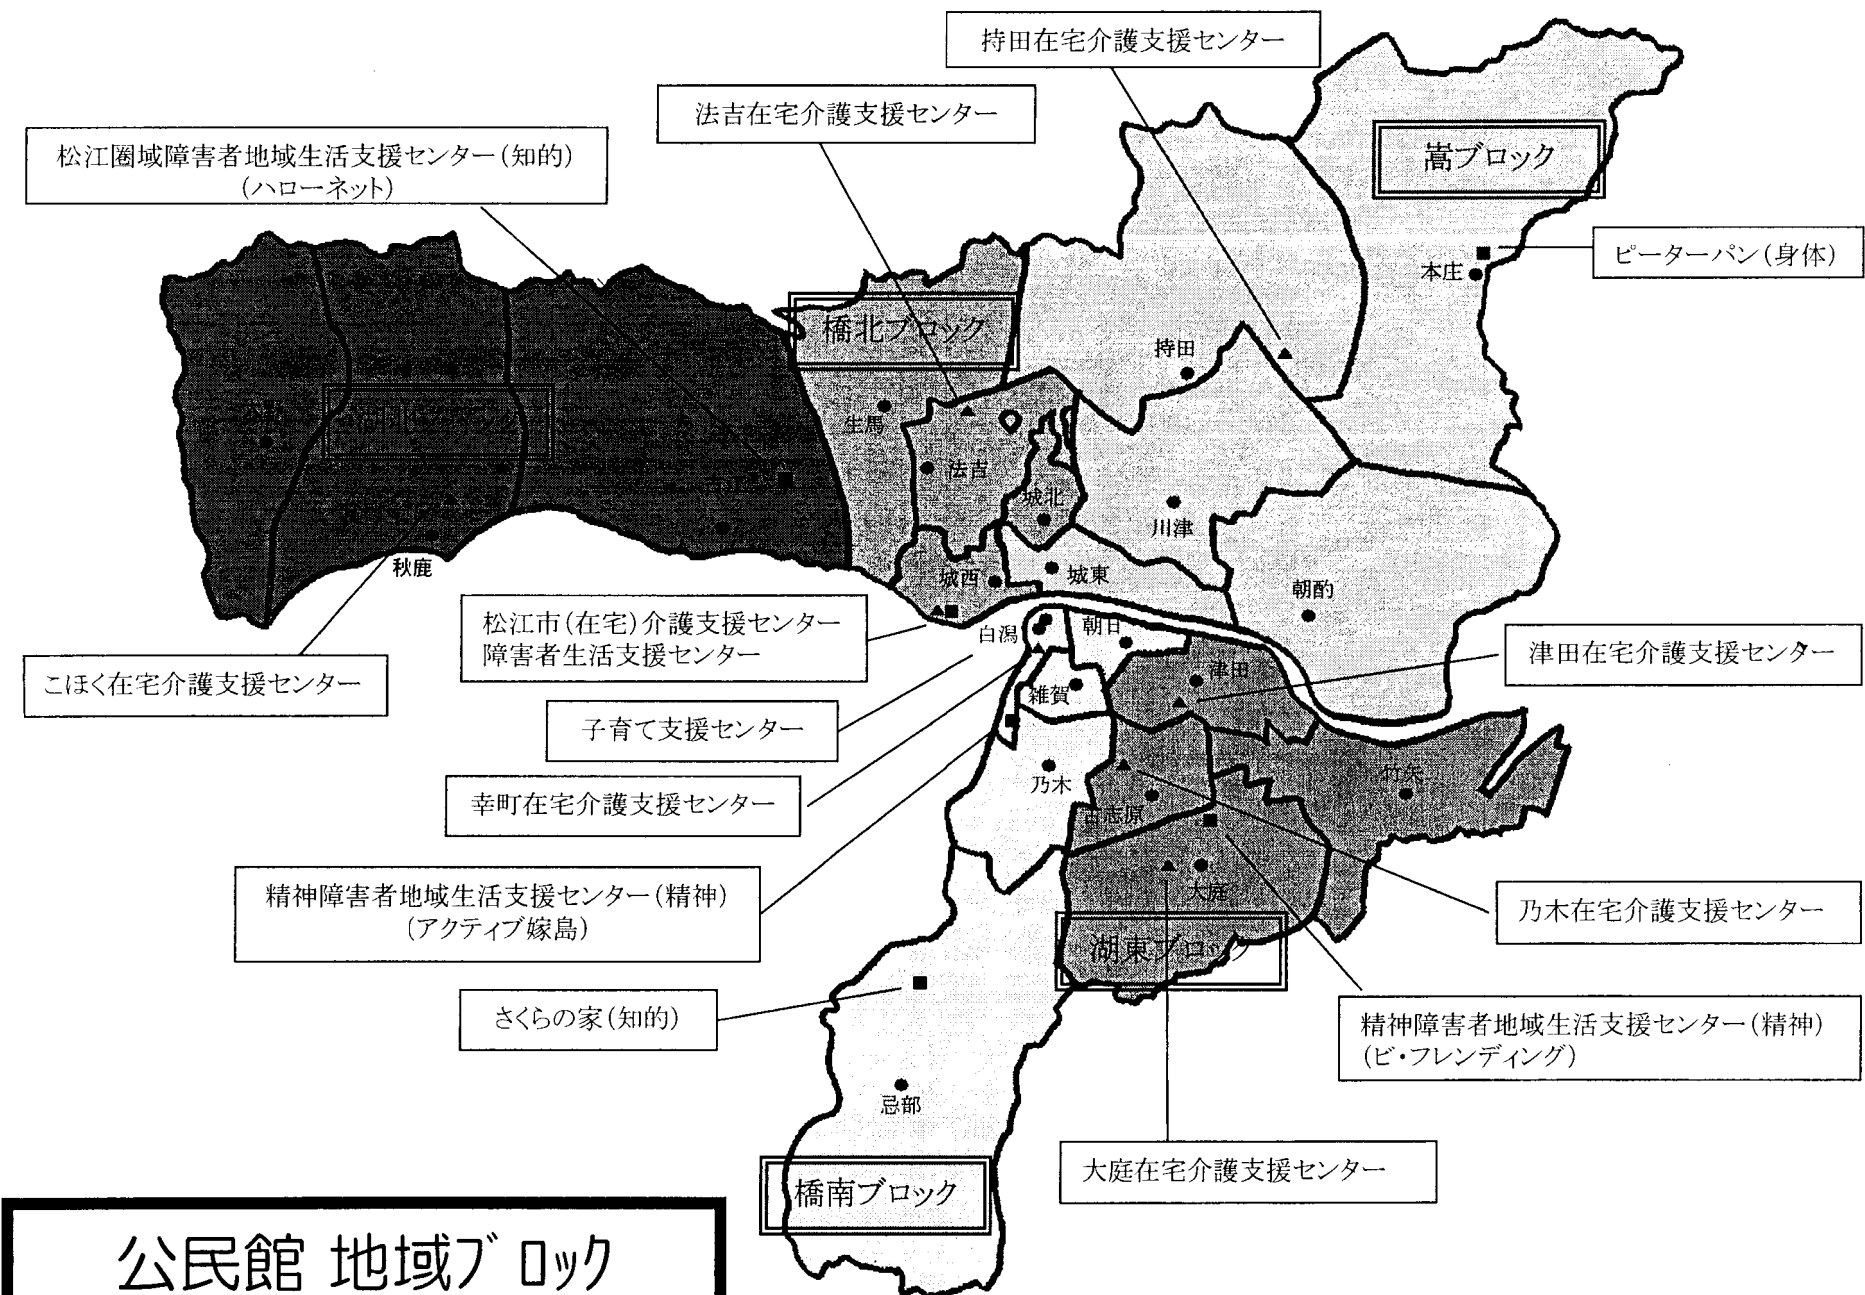 持田在宅介護支援センター
法吉在宅介護支援センター
松江圏域障害者地域生活支援センター(知的)
(ハローネット)
嵩ブロック
ピーターパン(身体)
本庄
橋北ブロック
持田
生馬
法吉
城北
川津
秋鹿
城西
城東
朝酌
松江市(在宅)介護支援センター
障害者生活支援センター
白潟
朝日
津田在宅介護支援センター
こほく在宅介護支援センター
津田
雑賀
子育て支援センター
乃木
竹矢
幸町在宅介護支援センター
古志原
大庭
精神障害者地域生活支援センター(精神)
(アクティブ嫁島)
乃木在宅介護支援センター
湖東ブロック
さくらの家(知的)
精神障害者地域生活支援センター(精神)
(ビ・フレンディング)
忌部
大庭在宅介護支援センター
橋南ブロック
公民館 地域ブロック